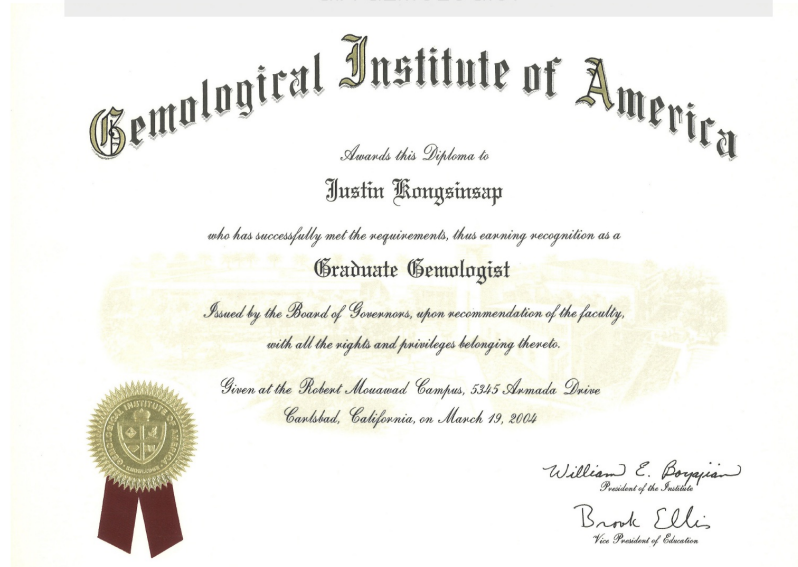 Gemological Institute of America
Awards this Diploma to
Justin Kongsinsap
who has successfully met the requirements, thus earning recognition as a
Graduate Gemologist
Issued by the Board of Governors, upon recommendation of the faculty,
with all the rights and privileges belonging thereto.
Given at the Robert Mouawad Campus, 5345 Armada Drive
Carlsbad, California, on March 19, 2004
William E. Boyajian
President of the Institute
Brook Ellis
Vice President of Education